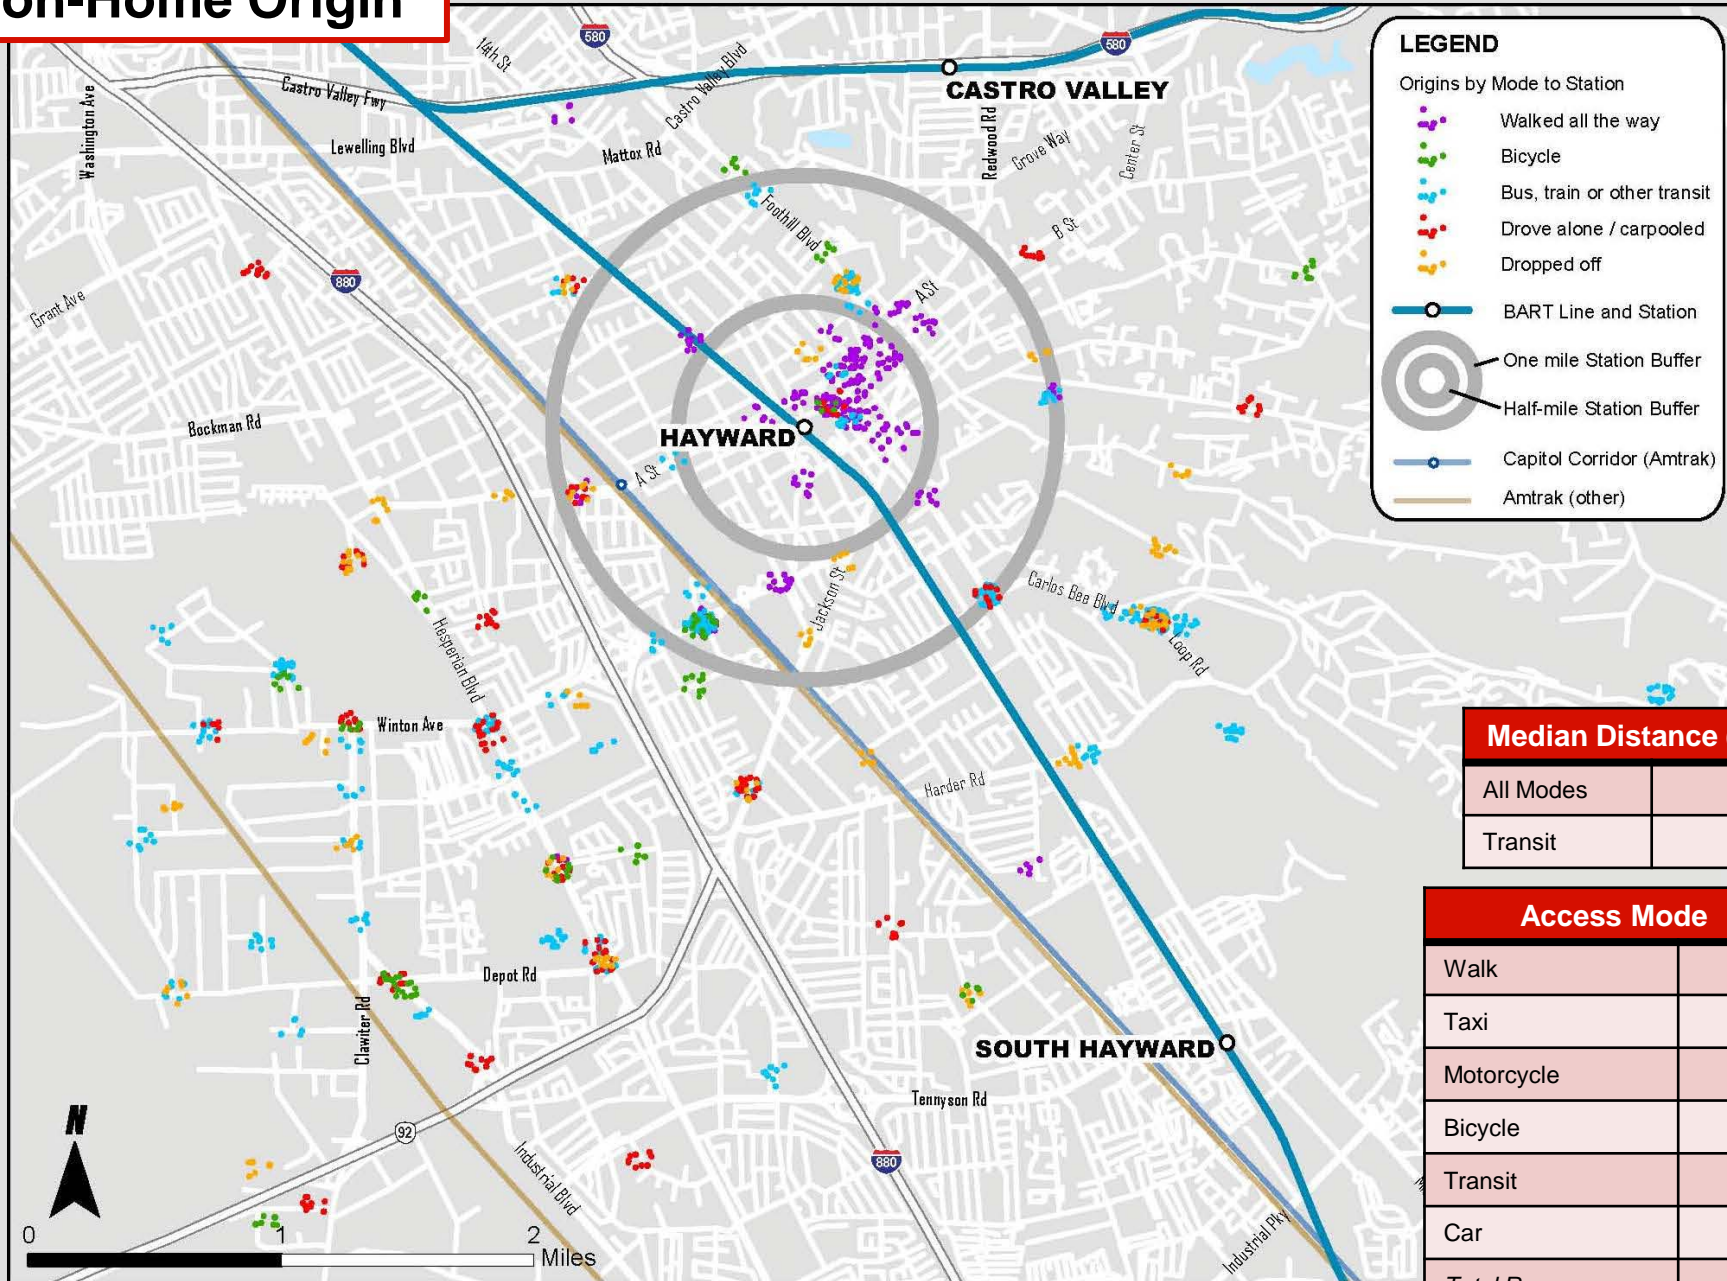 on-Home Origin
580
14th St
580
LEGEND
Origins by Mode to Station
Walked all the way
Bicycle
Bus, train or other transit
Drove alone / carpooled
Dropped off
BART Line and Station
One mile Station Buffer
Half-mile Station Buffer
Capitol Corridor (Amtrak)
Amtrak (other)
Castro Valley Blvd
CASTRO VALLEY
Washington Ave
Castro Valley Fwy
Lewelling Blvd
Mattox Rd
Redwood Rd
Grove Way
Center St
Foothill Blvd
B St
880
Grant Ave
A St
Bockman Rd
HAYWARD
A St
Carlos Bee Blvd
Jackson St
Hesperian Blvd
Loop Rd
Winton Ave
Harder Rd
Median Distance
All Modes
Transit
Access Mode
Walk
Taxi
Motorcycle
Bicycle
Transit
Car
Depot Rd
Clawiter Rd
SOUTH HAYWARD
Tennyson Rd
N
92
880
Industrial Blvd
Industrial Pky
0 1 2
Miles